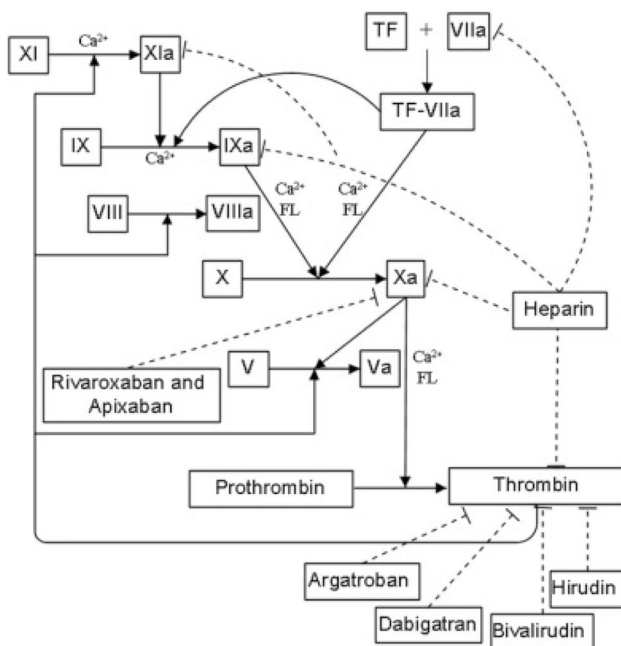 TF + VIIa
XI Ca²⁺ XIa
TF-VIIa
IX Ca²⁺ IXa
Ca²⁺ Ca²⁺
FL FL
VIII VIIIa
X Xa
Heparin
Rivaroxaban and
Apixaban
V Va
Ca²⁺
FL
Prothrombin Thrombin
Argatroban
Hirudin
Dabigatran
Bivalirudin